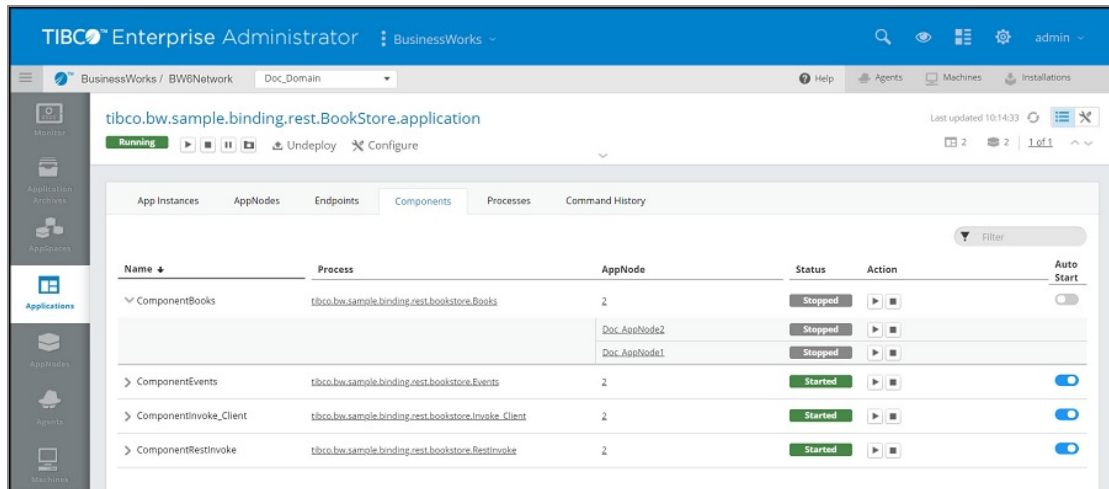 TIBCO™ Enterprise Administrator BusinessWorks admin
BusinessWorks / BW6Network Doc_Domain Help Agents Machines Installations
Monitor
tibco.bw.sample.binding.rest.BookStore.application Last updated 10:14:33
Running Undeploy Configure 2 2 1 of 1
Application Archives
App Instances AppNodes Endpoints Components Processes Command History
AppSpaces
Filter
Name Process AppNode Status Action Auto Start
Applications
ComponentBooks tibco.bw.sample.binding.rest.bookstore.Books 2 Stopped
Doc_AppNode2 Stopped
AppNodes
Doc_AppNode1 Stopped
ComponentEvents tibco.bw.sample.binding.rest.bookstore.Events 2 Started
Agents
ComponentInvoke_Client tibco.bw.sample.binding.rest.bookstore.Invoke_Client 2 Started
ComponentRestInvoke tibco.bw.sample.binding.rest.bookstore.RestInvoke 2 Started
Machines